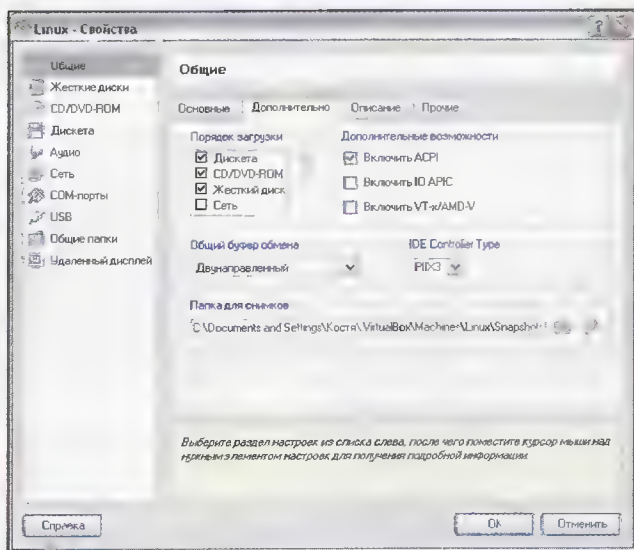 Linux - Свойства
Общие
Жесткие диски
CD/DVD-ROM
Дискета
Аудио
Сеть
COM-порты
USB
Общие папки
Удаленный дисплей
Общие
Основные Дополнительно Описание Прочие
Порядок загрузки
Дискета
CD/DVD-ROM
Жесткий диск
Сеть
Дополнительные возможности
Включить ACPI
Включить IO APIC
Включить VT-x/AMD-V
Общий буфер обмена
Двунаправленный
IDE Controller Type
PIIX3
Папка для снимков
C:\Documents and Settings\Костя\.VirtualBox\Machines\Linux\Snapshots
Выберите раздел настроек из списка слева, после чего поместите курсор мыши над
нужным элементом настроек для получения подробной информации
Справка
OK
Отменить